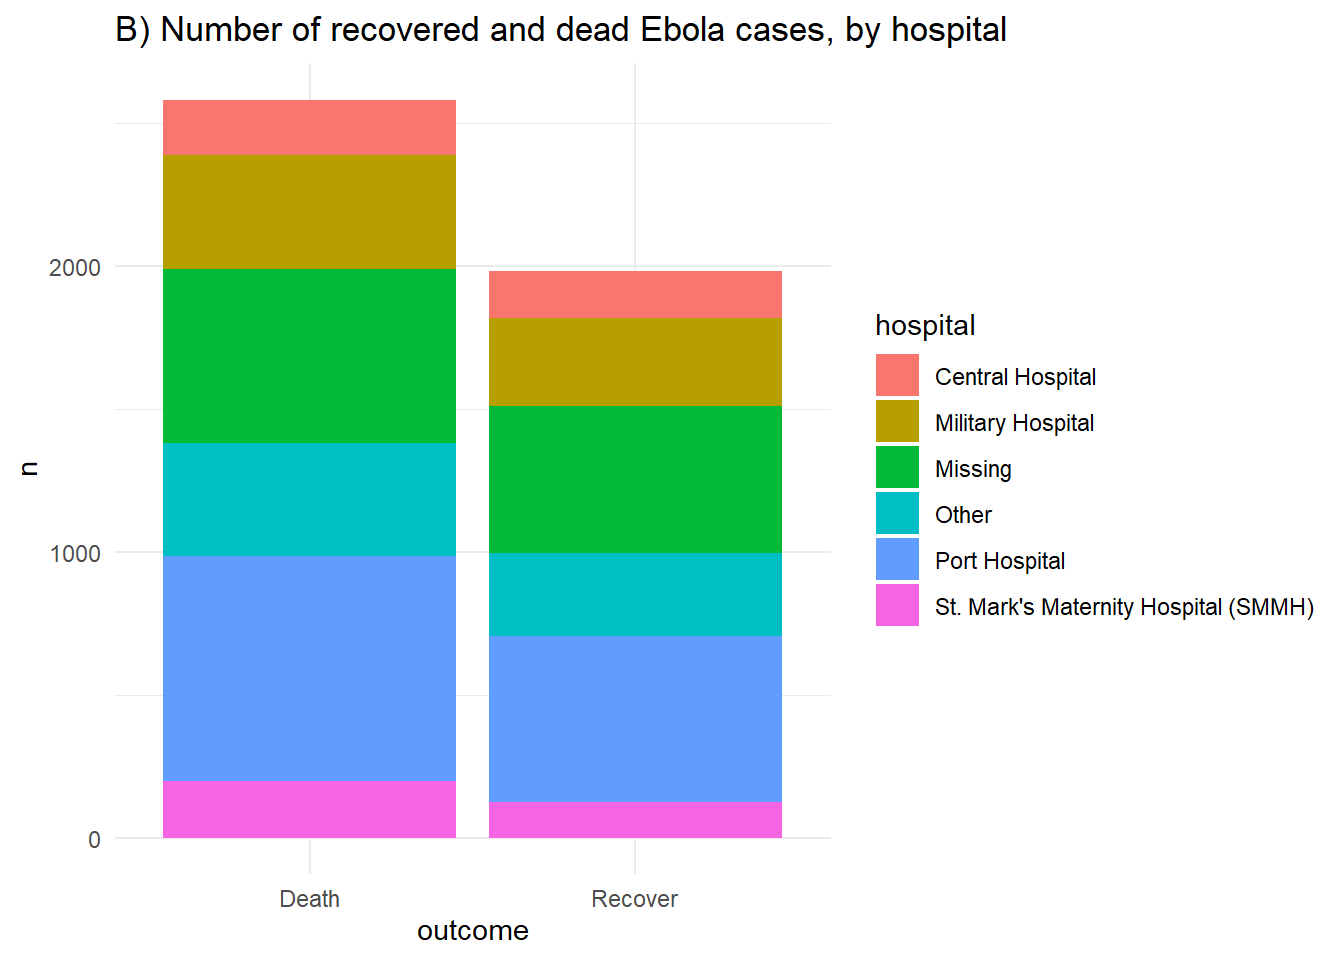 B) Number of recovered and dead Ebola cases, by hospital
n
2000
1000
0
Death
Recover
outcome
hospital
Central Hospital
Military Hospital
Missing
Other
Port Hospital
St. Mark's Maternity Hospital (SMMH)